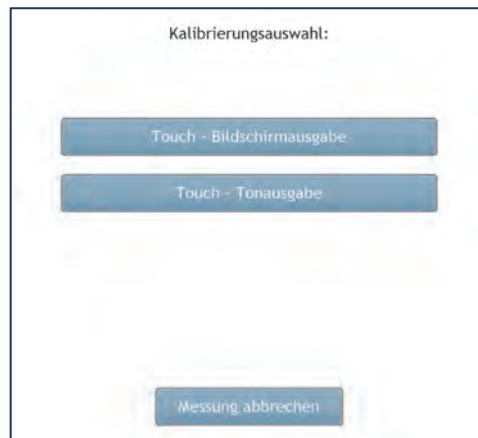 Kalibrierungsauswahl:
Touch - Bildschirmausgabe
Touch - Tonausgabe
Messung abbrechen